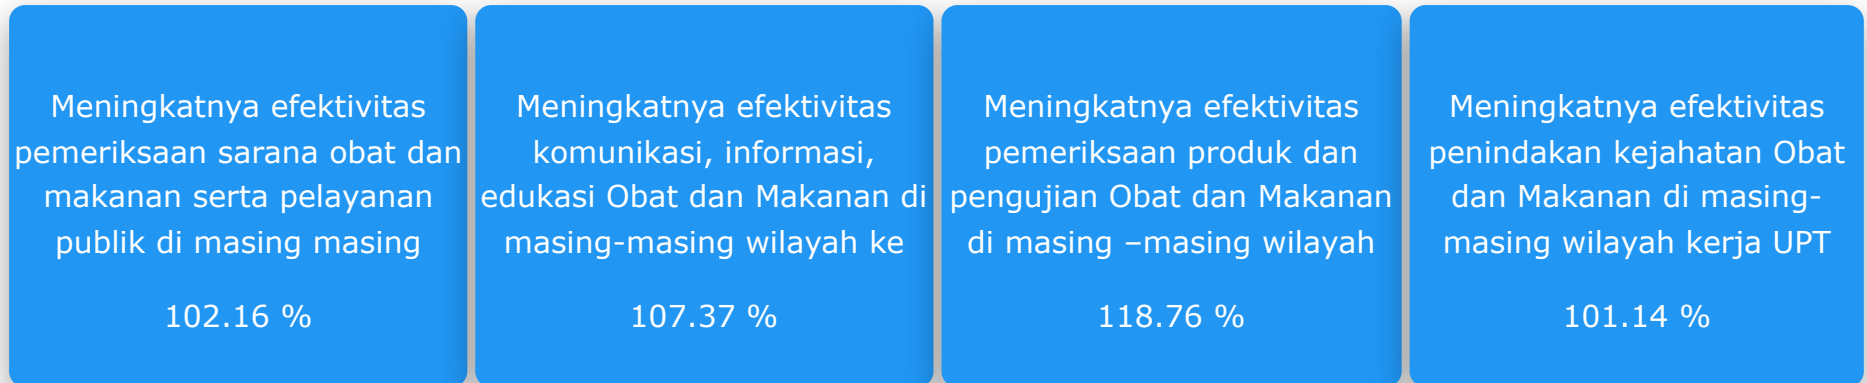 Meningkatnya efektivitas
pemeriksaan sarana obat dan
makanan serta pelayanan
publik di masing masing
102.16 %
Meningkatnya efektivitas
komunikasi, informasi,
edukasi Obat dan Makanan di
masing-masing wilayah ke
107.37 %
Meningkatnya efektivitas
pemeriksaan produk dan
pengujian Obat dan Makanan
di masing –masing wilayah
118.76 %
Meningkatnya efektivitas
penindakan kejahatan Obat
dan Makanan di masing-
masing wilayah kerja UPT
101.14 %